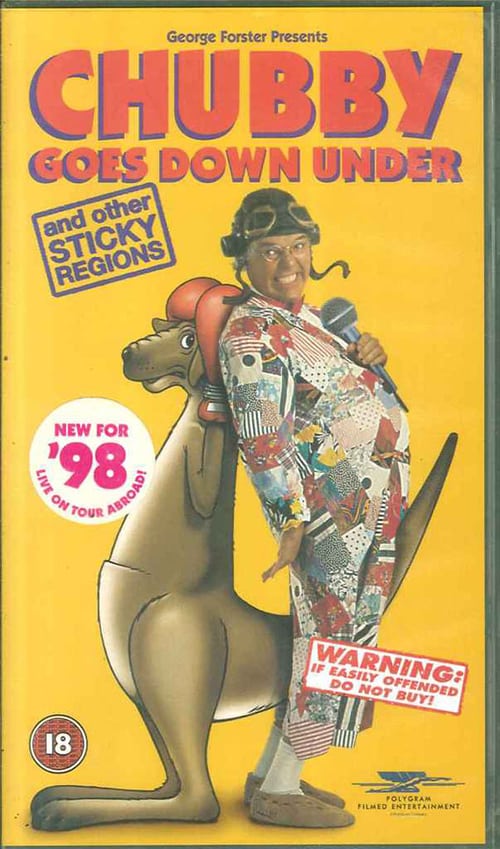 George Forster Presents
CHUBBY
GOES DOWN UNDER
and other
STICKY
REGIONS
NEW FOR
'98
LIVE ON TOUR ABROAD!
WARNING:
IF EASILY OFFENDED
DO NOT BUY!
18
POLYGRAM
FILMED ENTERTAINMENT